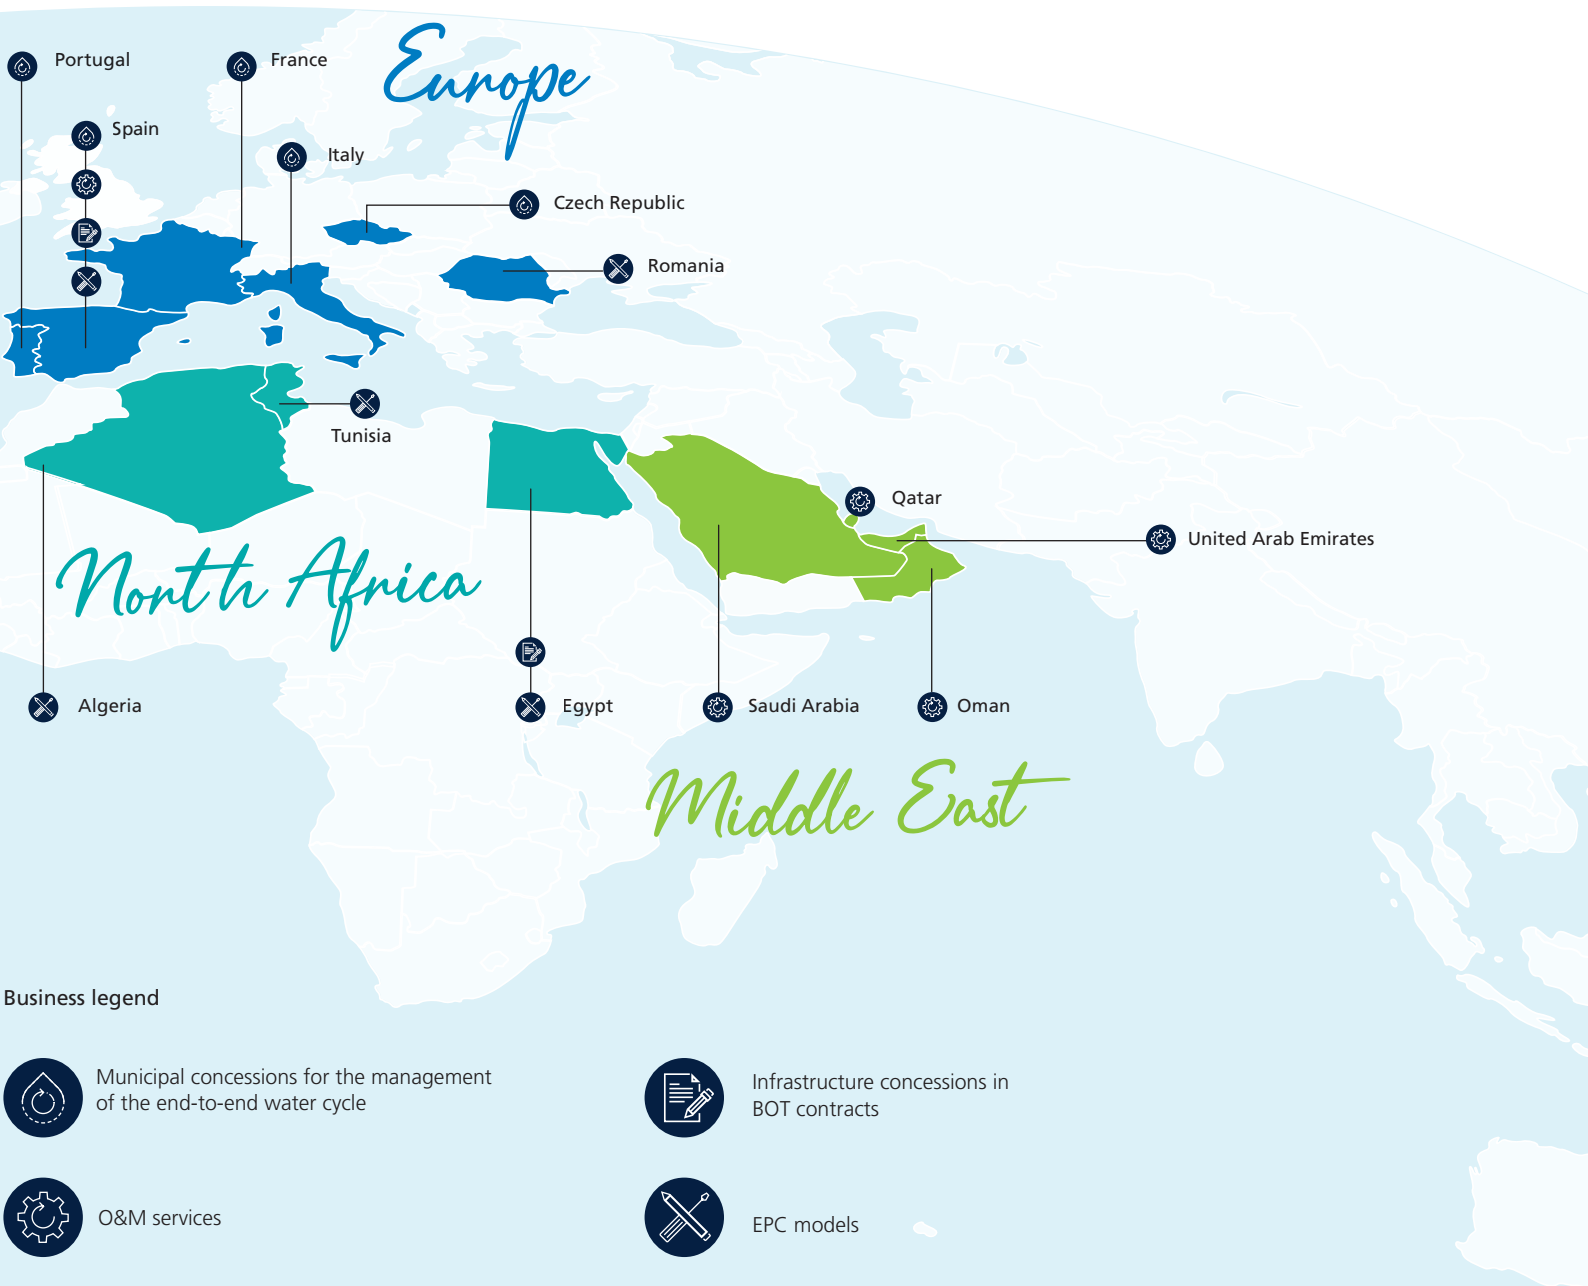 Europe
Portugal
France
Spain
Italy
Czech Republic
Romania
Tunisia
Qatar
United Arab Emirates
North Africa
Algeria
Egypt
Saudi Arabia
Oman
Middle East
Business legend
Municipal concessions for the management
of the end-to-end water cycle
Infrastructure concessions in
BOT contracts
O&M services
EPC models